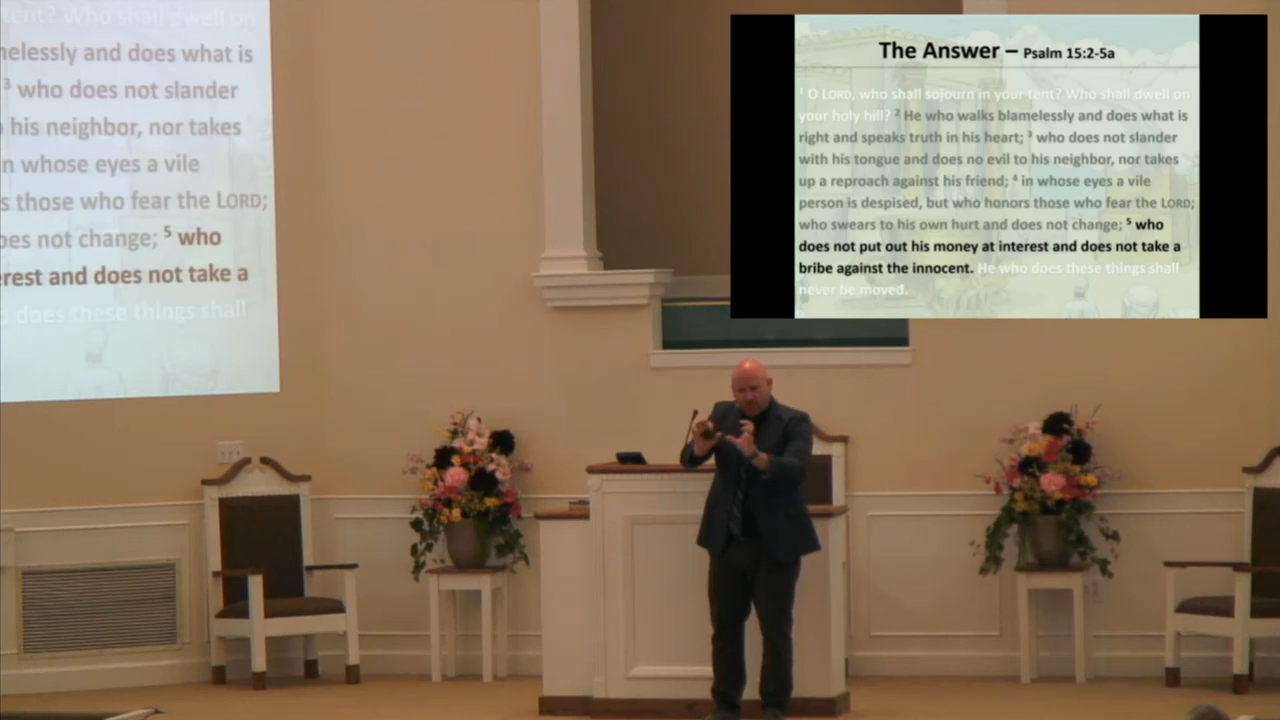 tent? Who shall dwell on
elessly and does what is
³ who does not slander
his neighbor, nor takes
n whose eyes a vile
s those who fear the LORD;
oes not change; ⁵ who
rest and does not take a
does these things shall
The Answer – Psalm 15:2-5a
¹ O LORD, who shall sojourn in your tent? Who shall dwell on
your holy hill? ² He who walks blamelessly and does what is
right and speaks truth in his heart; ³ who does not slander
with his tongue and does no evil to his neighbor, nor takes
up a reproach against his friend; ⁴ in whose eyes a vile
person is despised, but who honors those who fear the LORD;
who swears to his own hurt and does not change; ⁵ who
does not put out his money at interest and does not take a
bribe against the innocent. He who does these things shall
never be moved.